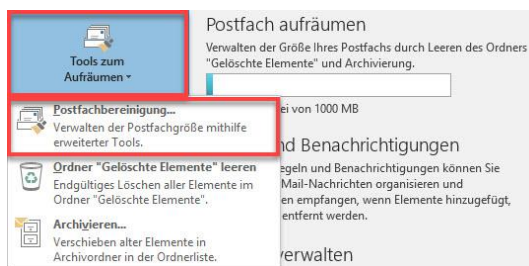 Postfach aufräumen
Verwalten der Größe Ihres Postfachs durch Leeren des Ordners
"Gelöschte Elemente" und Archivierung.
Tools zum
Aufräumen
ei von 1000 MB
Postfachbereinigung...
Verwalten der Postfachgröße mithilfe
erweiterter Tools.
d Benachrichtigungen
Ordner "Gelöschte Elemente" leeren
Endgültiges Löschen aller Elemente im
Ordner "Gelöschte Elemente".
egeln und Benachrichtigungen können Sie
Mail-Nachrichten organisieren und
en empfangen, wenn Elemente hinzugefügt,
entfernt werden.
Archivieren...
Verschieben alter Elemente in
Archivordner in der Ordnerliste.
verwalten